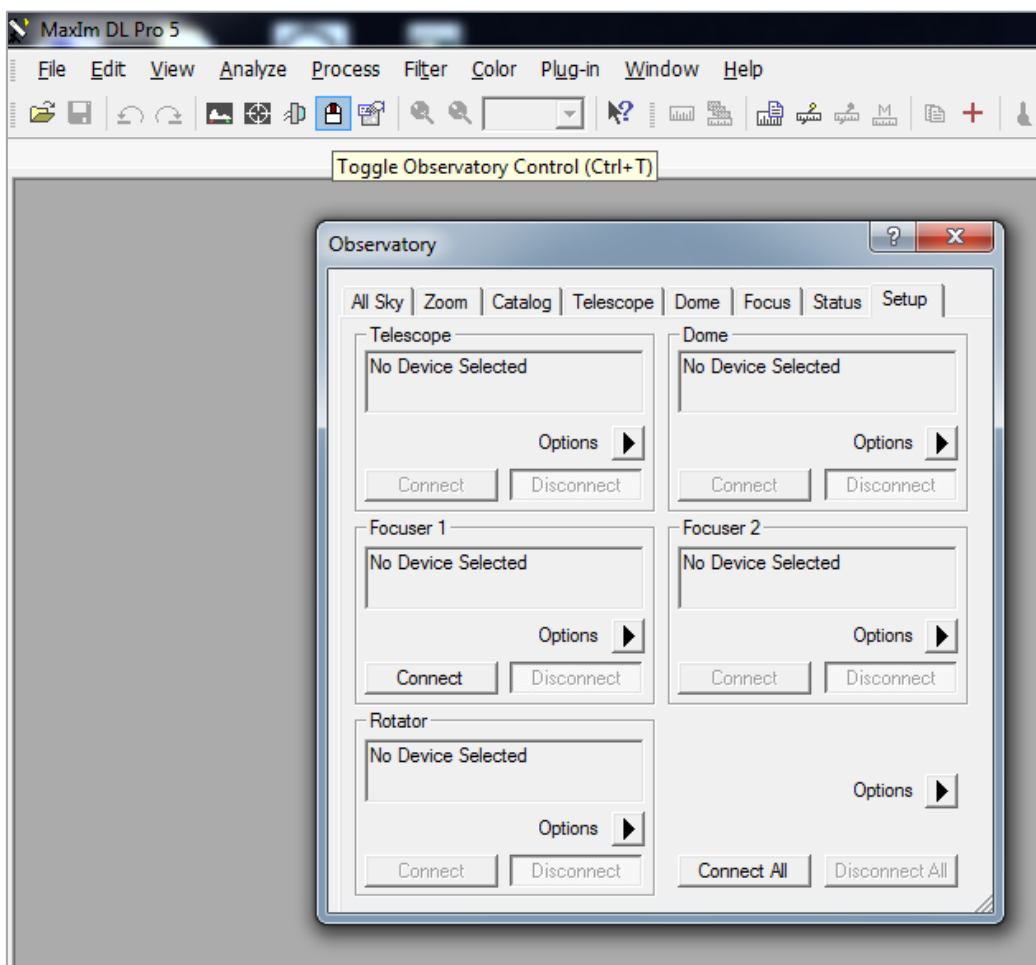 MaxIm DL Pro 5
File Edit View Analyze Process Filter Color Plug-in Window Help
M
Toggle Observatory Control (Ctrl+T)
Observatory
All Sky Zoom Catalog Telescope Dome Focus Status Setup
Telescope
No Device Selected
Options
Connect Disconnect
Dome
No Device Selected
Options
Connect Disconnect
Focuser 1
No Device Selected
Options
Connect Disconnect
Focuser 2
No Device Selected
Options
Connect Disconnect
Rotator
No Device Selected
Options
Connect Disconnect
Options
Connect All Disconnect All